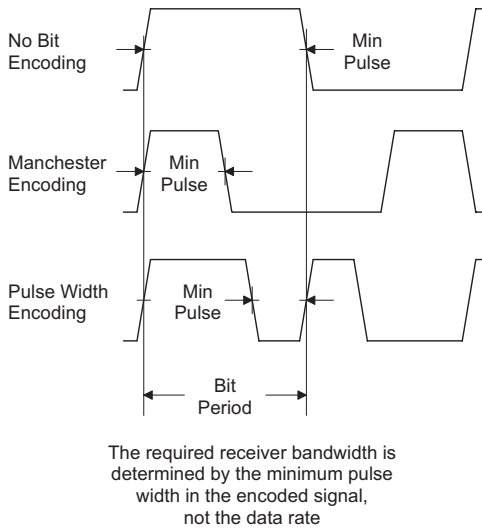 No Bit
Encoding
Min
Pulse
Manchester
Encoding
Min
Pulse
Pulse Width
Encoding
Min
Pulse
Bit
Period
The required receiver bandwidth is
determined by the minimum pulse
width in the encoded signal,
not the data rate